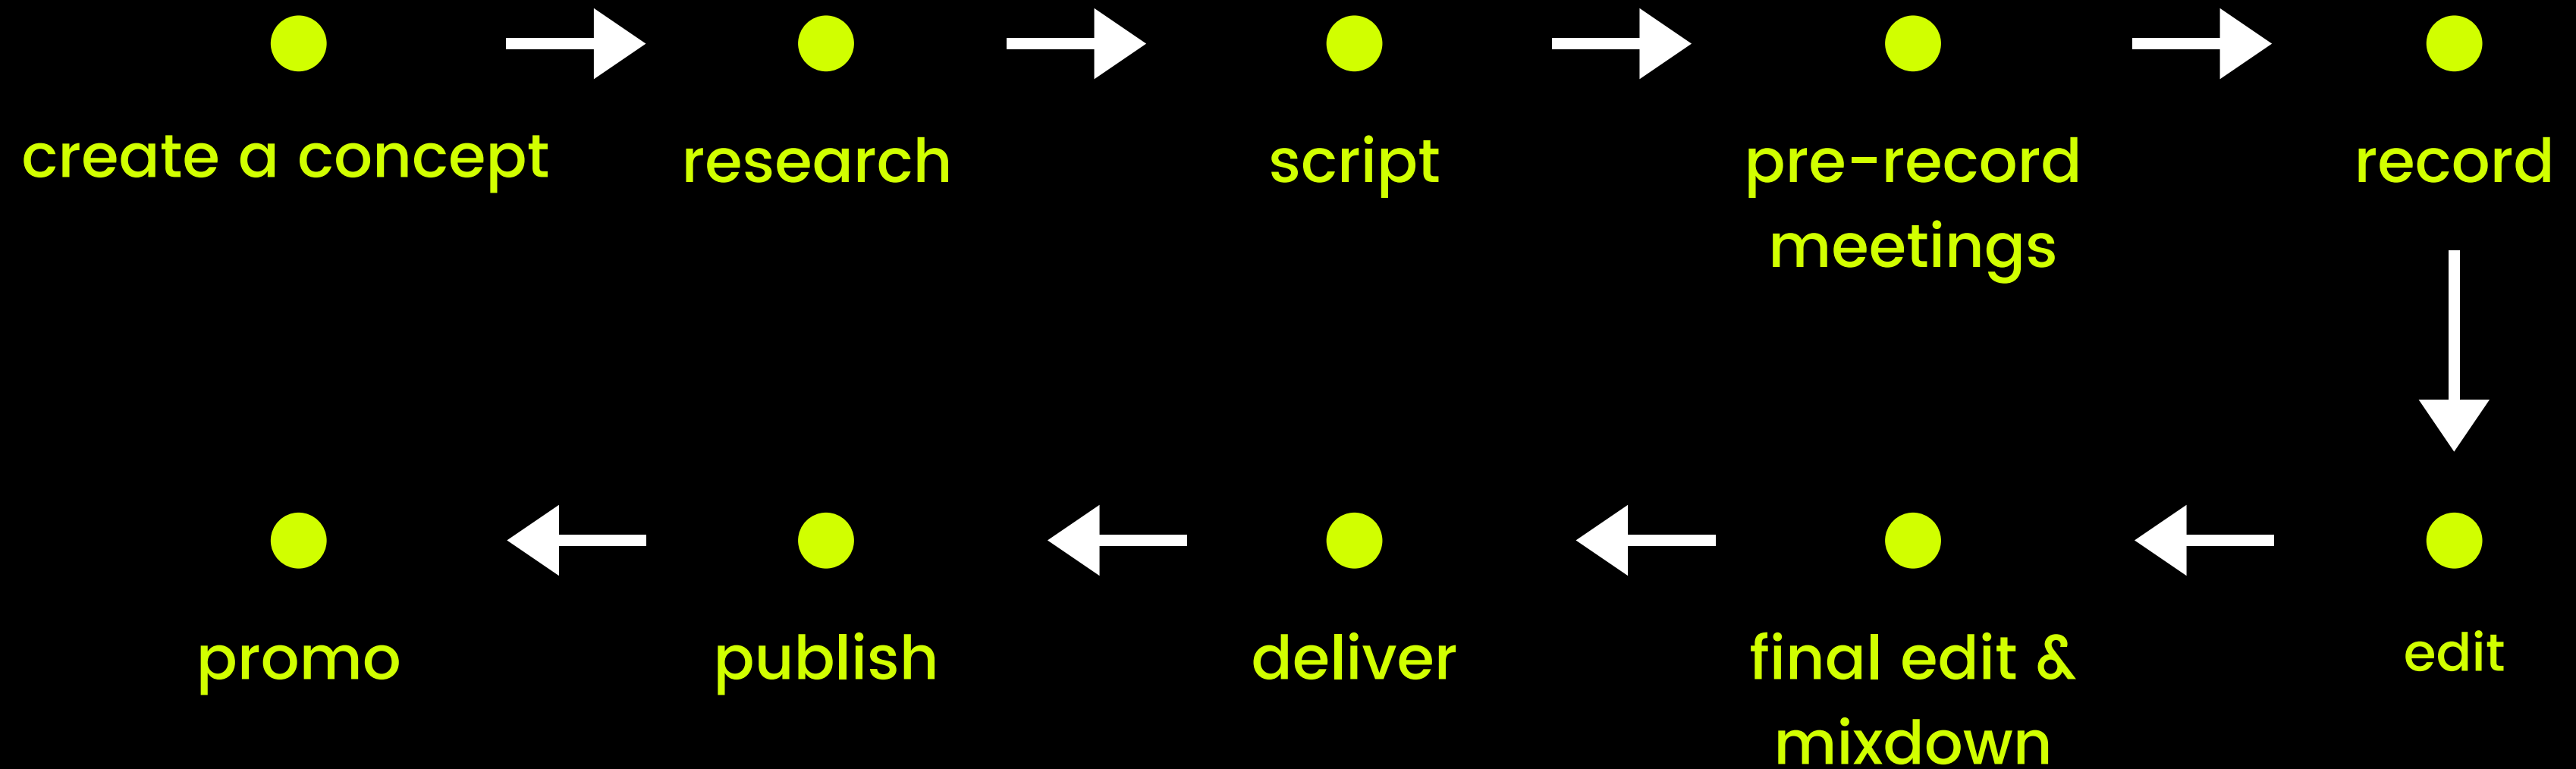 create a concept
research
script
pre-record
meetings
record
edit
final edit &
mixdown
deliver
publish
promo